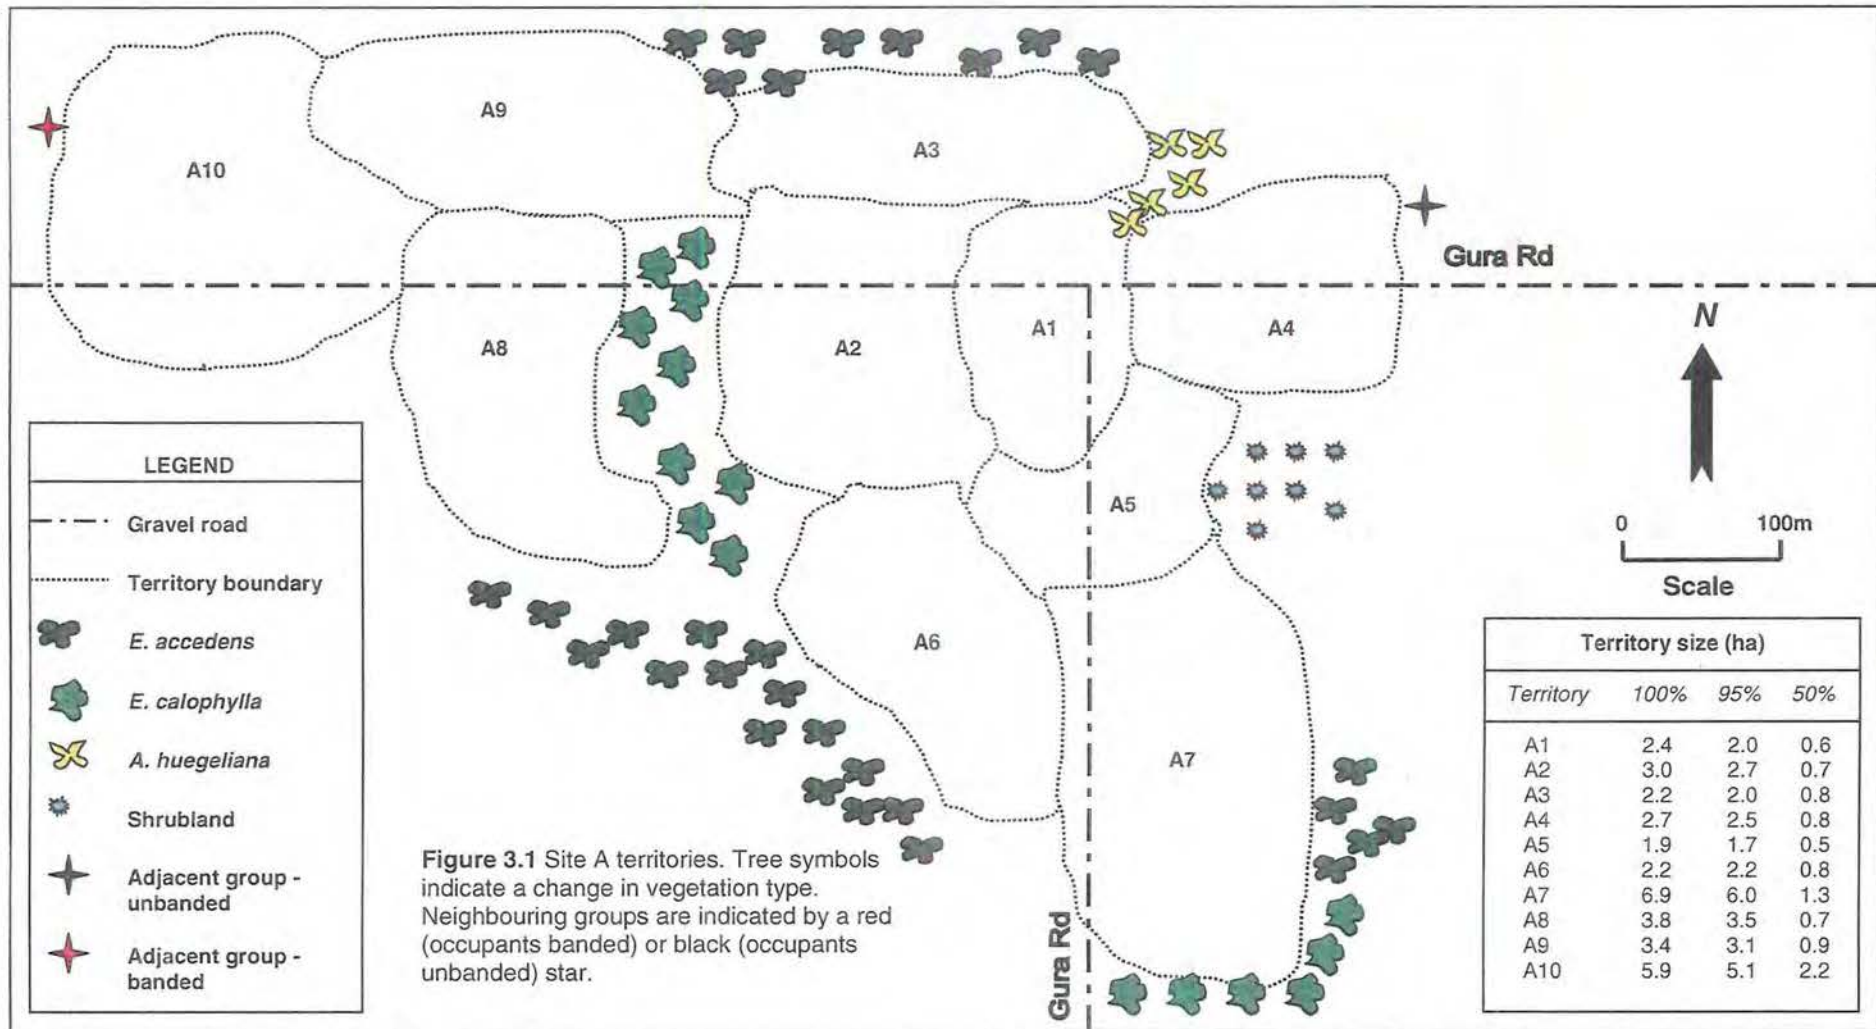 A9
A3
A10
Gura Rd
N
A1
A4
A8
A2
LEGEND
Gravel road
Territory boundary
E. accedens
E. calophylla
A. huegeliana
Shrubland
Adjacent group -
unbanded
Adjacent group -
banded
A5
0 100m
Scale
A6
A7
Territory size (ha)
Territory 100% 95% 50%
A1 2.4 2.0 0.6
A2 3.0 2.7 0.7
A3 2.2 2.0 0.8
A4 2.7 2.5 0.8
A5 1.9 1.7 0.5
A6 2.2 2.2 0.8
A7 6.9 6.0 1.3
A8 3.8 3.5 0.7
A9 3.4 3.1 0.9
A10 5.9 5.1 2.2
Figure 3.1 Site A territories. Tree symbols
indicate a change in vegetation type.
Neighbouring groups are indicated by a red
(occupants banded) or black (occupants
unbanded) star.
Gura Rd